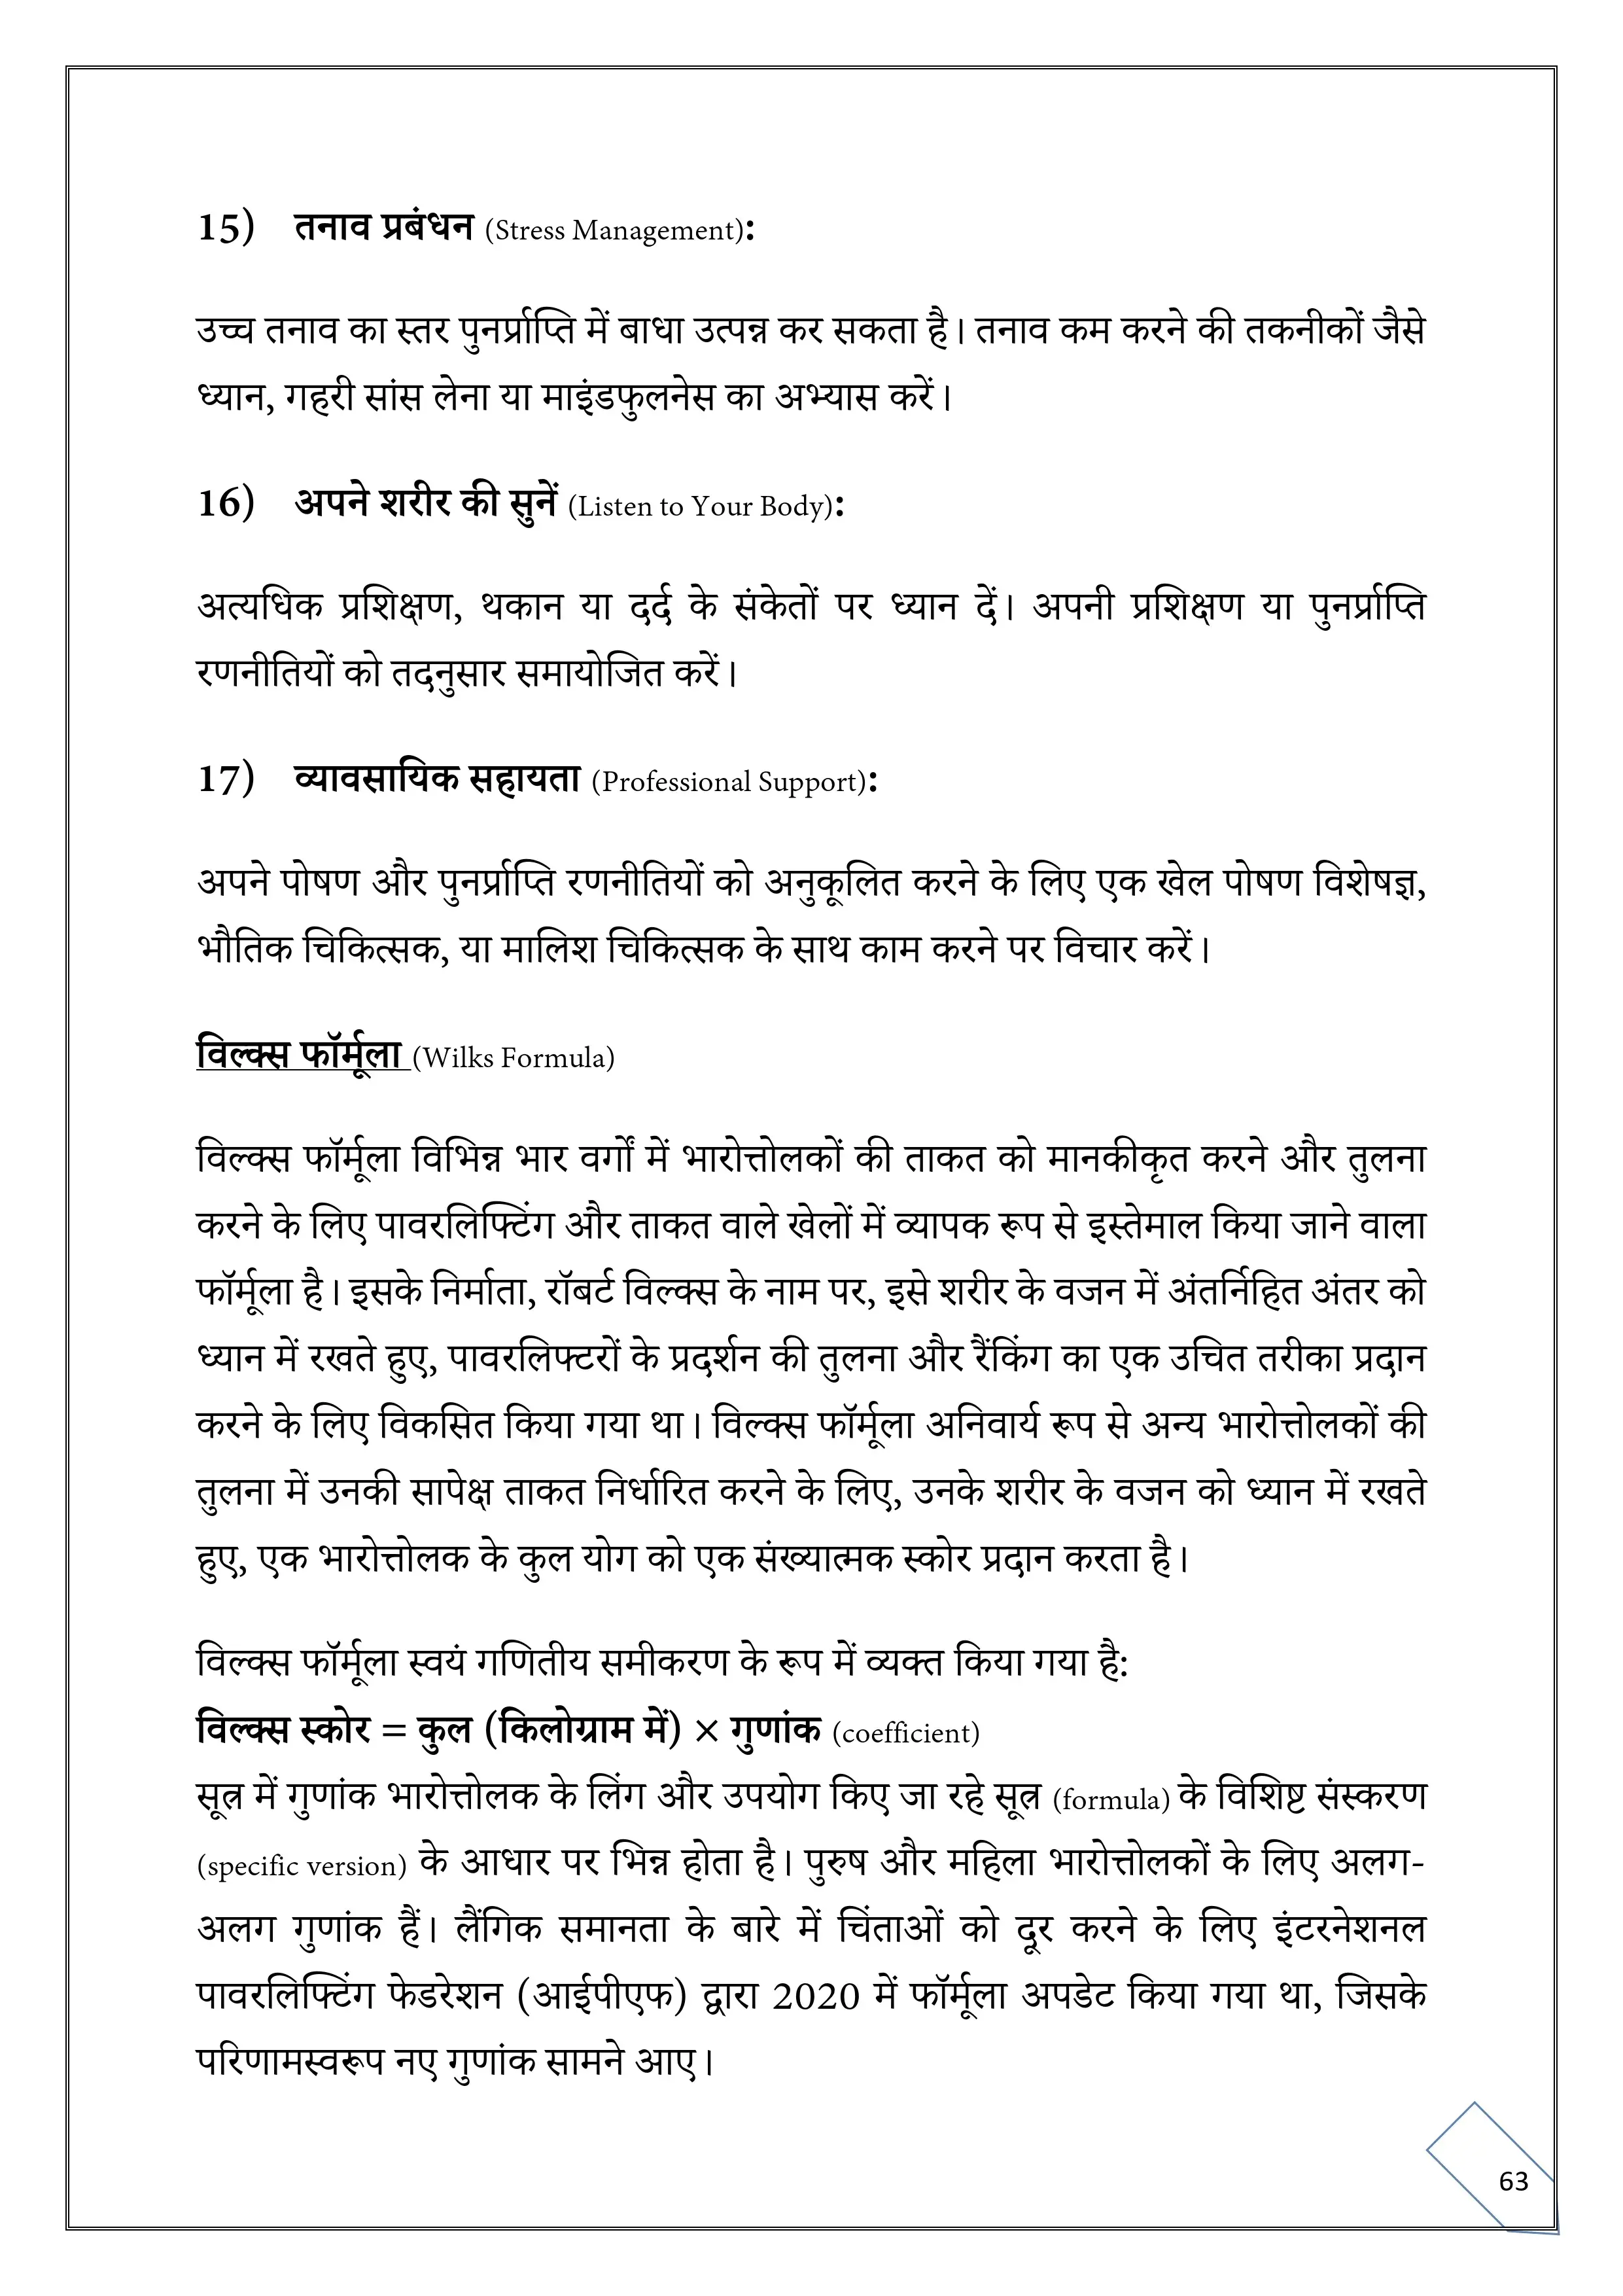 15) तनाव प्रबंधन (Stress Management):
उच्च तनाव का स्तर पुनर्प्राप्ति में बाधा उत्पन्न कर सकता है। तनाव कम करने की तकनीकों जैसे
ध्यान, गहरी सांस लेना या माइंडफुलनेस का अभ्यास करें।
16) अपने शरीर की सुनें (Listen to Your Body):
अत्यधिक प्रशिक्षण, थकान या दर्द के संकेतों पर ध्यान दें। अपनी प्रशिक्षण या पुनर्प्राप्ति
रणनीतियों को तदनुसार समायोजित करें।
17) व्यावसायिक सहायता (Professional Support):
अपने पोषण और पुनर्प्राप्ति रणनीतियों को अनुकूलित करने के लिए एक खेल पोषण विशेषज्ञ,
भौतिक चिकित्सक, या मालिश चिकित्सक के साथ काम करने पर विचार करें।
विल्क्स फॉर्मूला (Wilks Formula)
विल्क्स फॉर्मूला विभिन्न भार वर्गों में भारोत्तोलकों की ताकत को मानकीकृत करने और तुलना
करने के लिए पावरलिफ्टिंग और ताकत वाले खेलों में व्यापक रूप से इस्तेमाल किया जाने वाला
फॉर्मूला है। इसके निर्माता, रॉबर्ट विल्क्स के नाम पर, इसे शरीर के वजन में अंतर्निहित अंतर को
ध्यान में रखते हुए, पावरलिफ्टरों के प्रदर्शन की तुलना और रैंकिंग का एक उचित तरीका प्रदान
करने के लिए विकसित किया गया था। विल्क्स फॉर्मूला अनिवार्य रूप से अन्य भारोत्तोलकों की
तुलना में उनकी सापेक्ष ताकत निर्धारित करने के लिए, उनके शरीर के वजन को ध्यान में रखते
हुए, एक भारोत्तोलक के कुल योग को एक संख्यात्मक स्कोर प्रदान करता है।
विल्क्स फॉर्मूला स्वयं गणितीय समीकरण के रूप में व्यक्त किया गया है:
विल्क्स स्कोर = कुल (किलोग्राम में) × गुणांक (coefficient)
सूत्र में गुणांक भारोत्तोलक के लिंग और उपयोग किए जा रहे सूत्र (formula) के विशिष्ट संस्करण
(specific version) के आधार पर भिन्न होता है। पुरुष और महिला भारोत्तोलकों के लिए अलग-
अलग गुणांक हैं। लैंगिक समानता के बारे में चिंताओं को दूर करने के लिए इंटरनेशनल
पावरलिफ्टिंग फेडरेशन (आईपीएफ) द्वारा 2020 में फॉर्मूला अपडेट किया गया था, जिसके
परिणामस्वरूप नए गुणांक सामने आए।
63